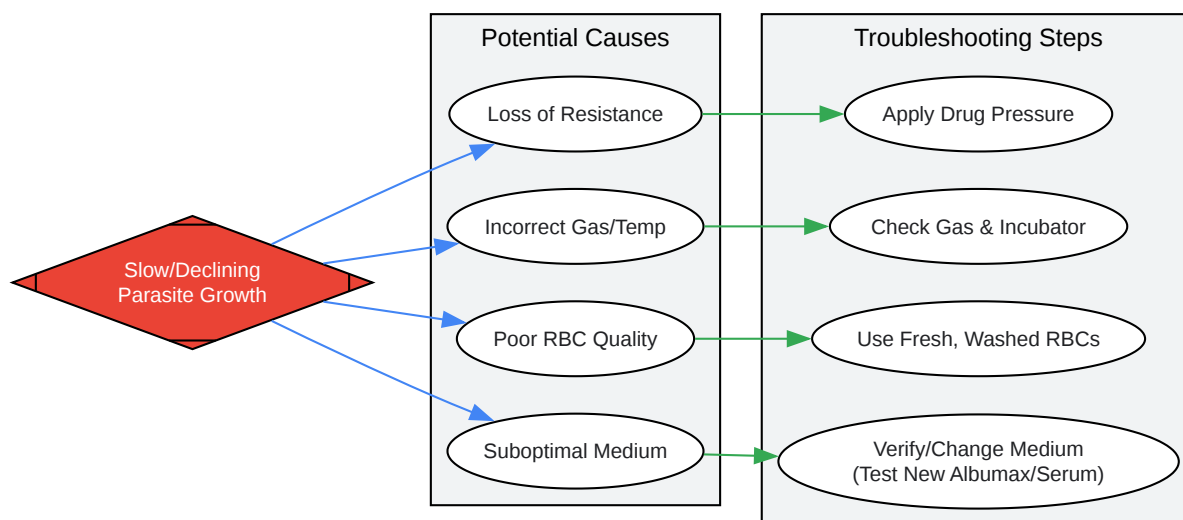 Potential Causes
Troubleshooting Steps
Loss of Resistance
Apply Drug Pressure
Incorrect Gas/Temp
Check Gas & Incubator
Slow/Declining
Parasite Growth
Poor RBC Quality
Use Fresh, Washed RBCs
Suboptimal Medium
Verify/Change Medium
(Test New Albumax/Serum)